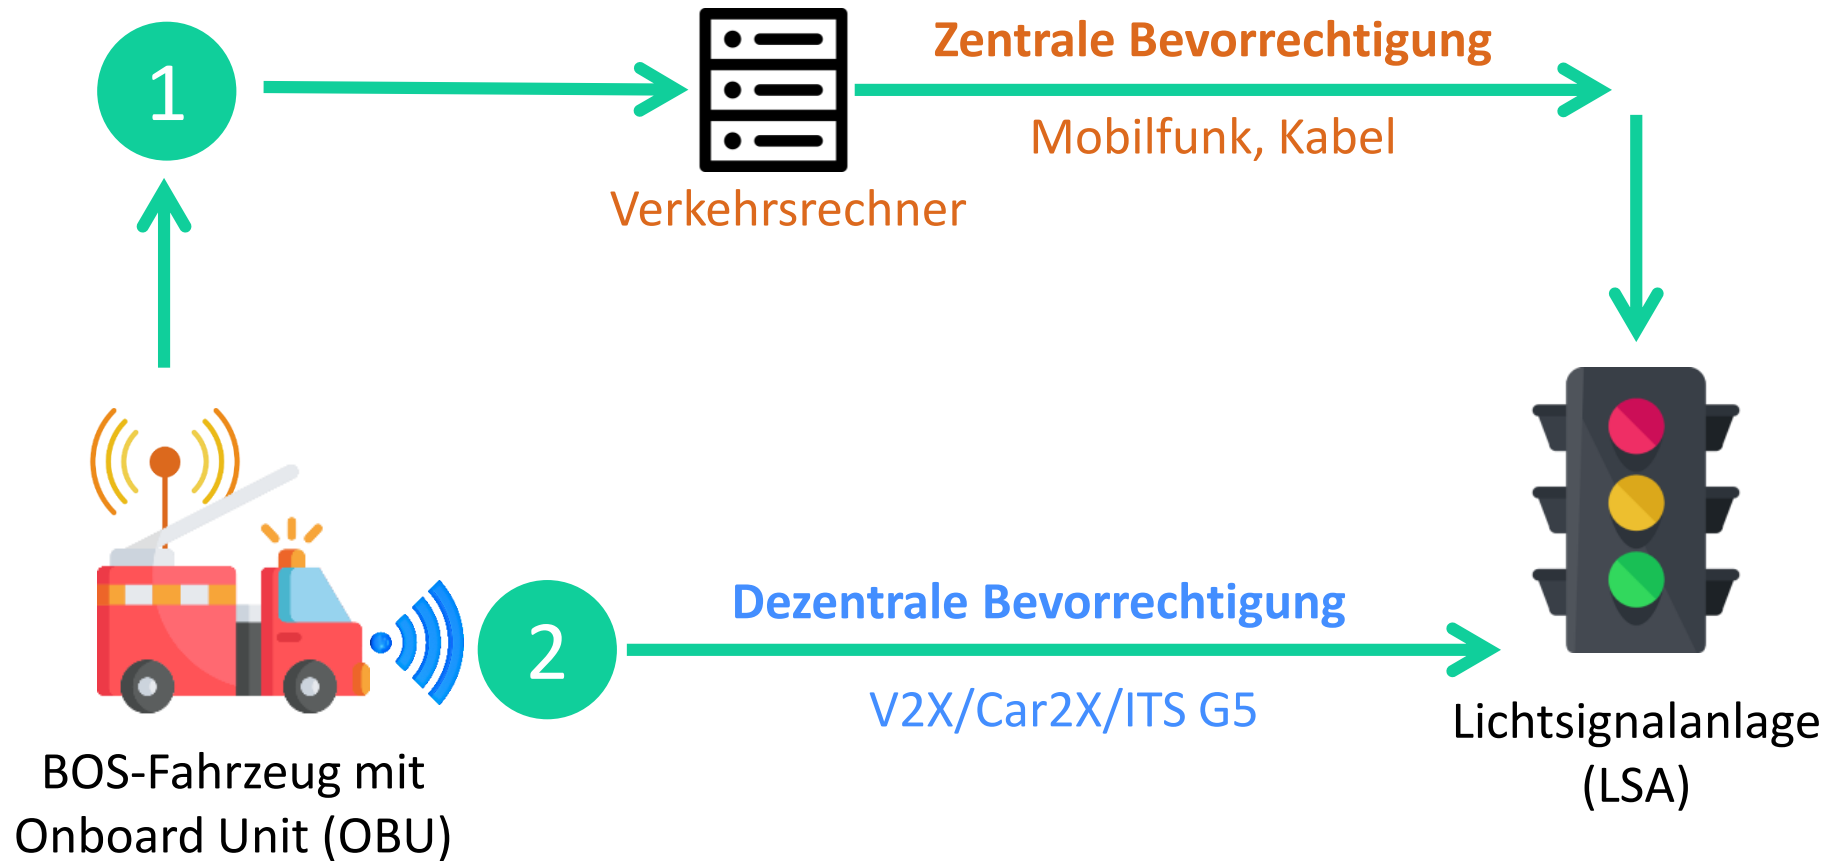 1
Zentrale Bevorrechtigung
Mobilfunk, Kabel
Verkehrsrechner
2
Dezentrale Bevorrechtigung
V2X/Car2X/ITS G5
BOS-Fahrzeug mit
Onboard Unit (OBU)
Lichtsignalanlage
(LSA)